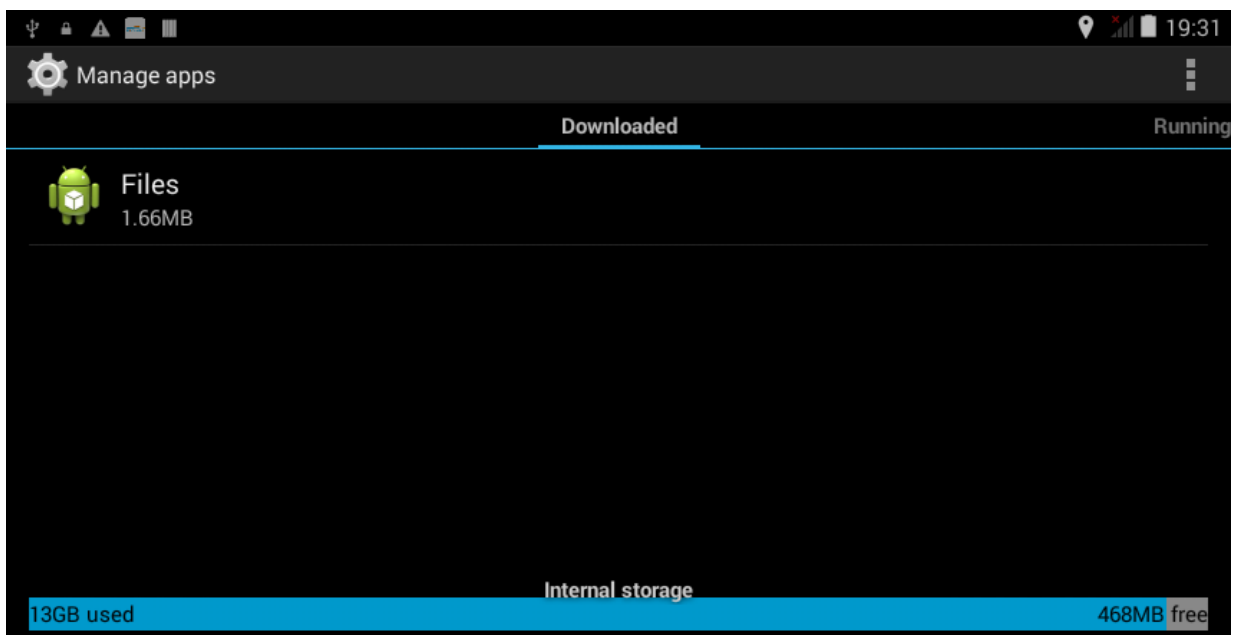 19:31
Manage apps
Downloaded Running
Files
1.66MB
Internal storage
13GB used 468MB free